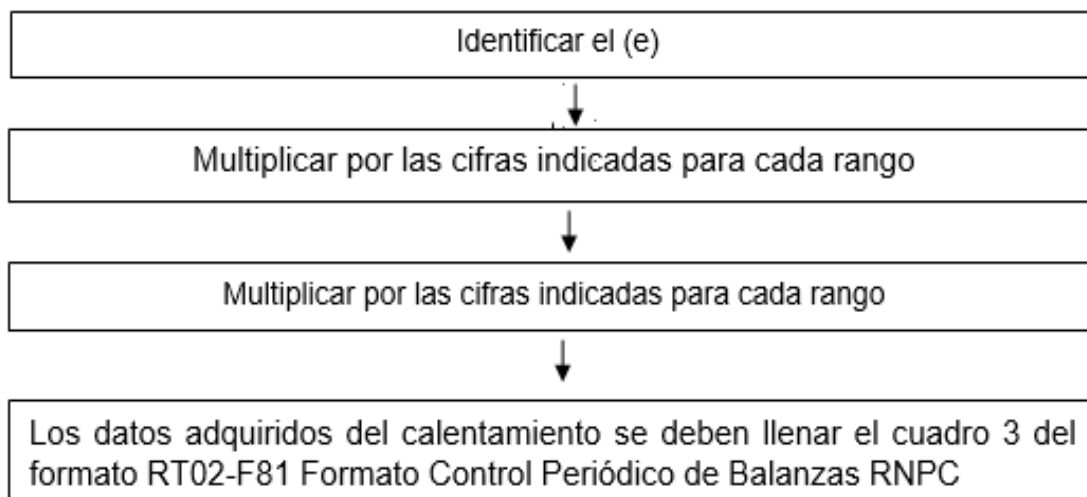 Identificar el (e)
Multiplicar por las cifras indicadas para cada rango
Multiplicar por las cifras indicadas para cada rango
Los datos adquiridos del calentamiento se deben llenar el cuadro 3 del
formato RT02-F81 Formato Control Periódico de Balanzas RNPC